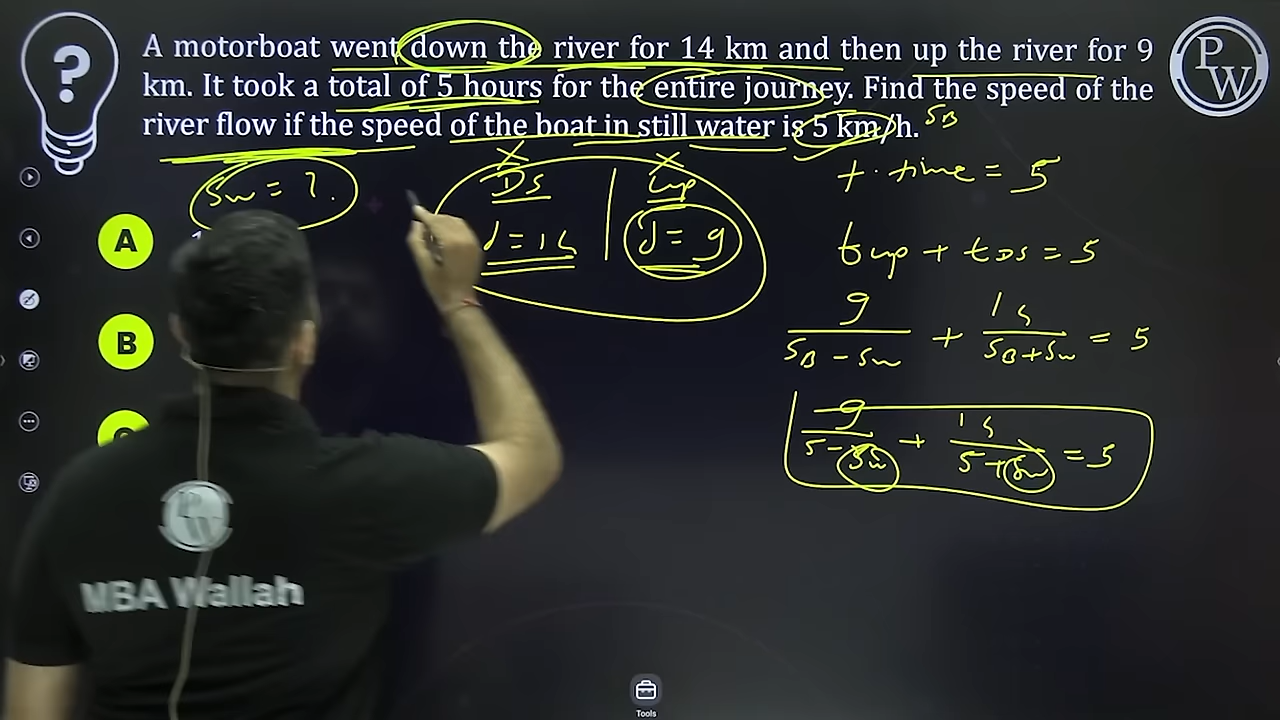 A motorboat went down the river for 14 km and then up the river for 9
km. It took a total of 5 hours for the entire journey. Find the speed of the
river flow if the speed of the boat in still water is 5 km/h. SB
PW
Sw = ?.
DS Up
d = 14 d = 9
t. time = 5
tup + tDS = 5
9/SB - Sw + 14/SB + Sw = 5
9/5 - Sw + 14/5 + Sw = 5
A
B
PW
MBA Wallah
Tools